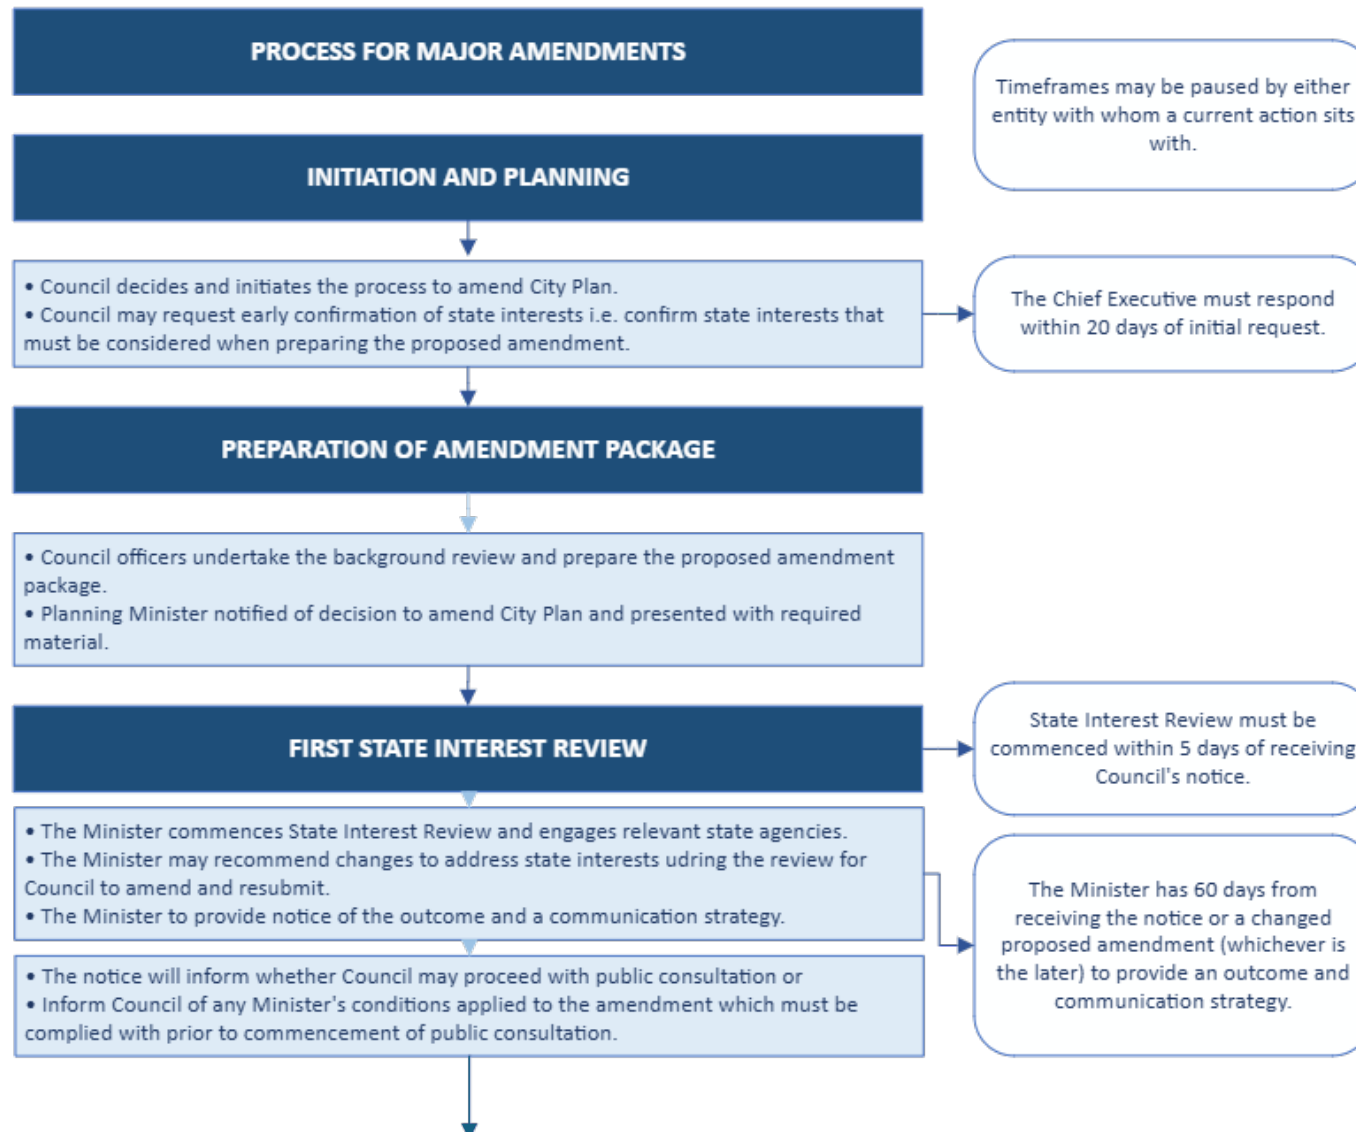 PROCESS FOR MAJOR AMENDMENTS
Timeframes may be paused by either
entity with whom a current action sits
with.
INITIATION AND PLANNING
• Council decides and initiates the process to amend City Plan.
• Council may request early confirmation of state interests i.e. confirm state interests that
must be considered when preparing the proposed amendment.
The Chief Executive must respond
within 20 days of initial request.
PREPARATION OF AMENDMENT PACKAGE
• Council officers undertake the background review and prepare the proposed amendment
package.
• Planning Minister notified of decision to amend City Plan and presented with required
material.
FIRST STATE INTEREST REVIEW
State Interest Review must be
commenced within 5 days of receiving
Council's notice.
• The Minister commences State Interest Review and engages relevant state agencies.
• The Minister may recommend changes to address state interests udring the review for
Council to amend and resubmit.
• The Minister to provide notice of the outcome and a communication strategy.
The Minister has 60 days from
receiving the notice or a changed
proposed amendment (whichever is
the later) to provide an outcome and
communication strategy.
• The notice will inform whether Council may proceed with public consultation or
• Inform Council of any Minister's conditions applied to the amendment which must be
complied with prior to commencement of public consultation.